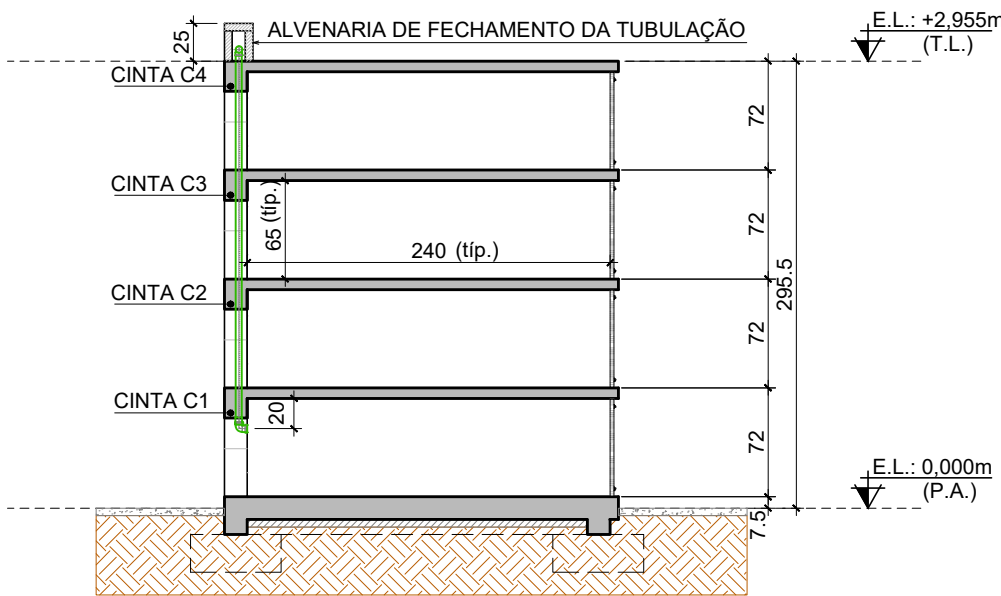 25
ALVENARIA DE FECHAMENTO DA TUBULAÇÃO
E.L.: +2,955m
(T.L.)
CINTA C4
72
CINTA C3
65 (típ.)
72
240 (típ.)
CINTA C2
295.5
72
CINTA C1
20
72
E.L.: 0,000m
(P.A.)
7.5